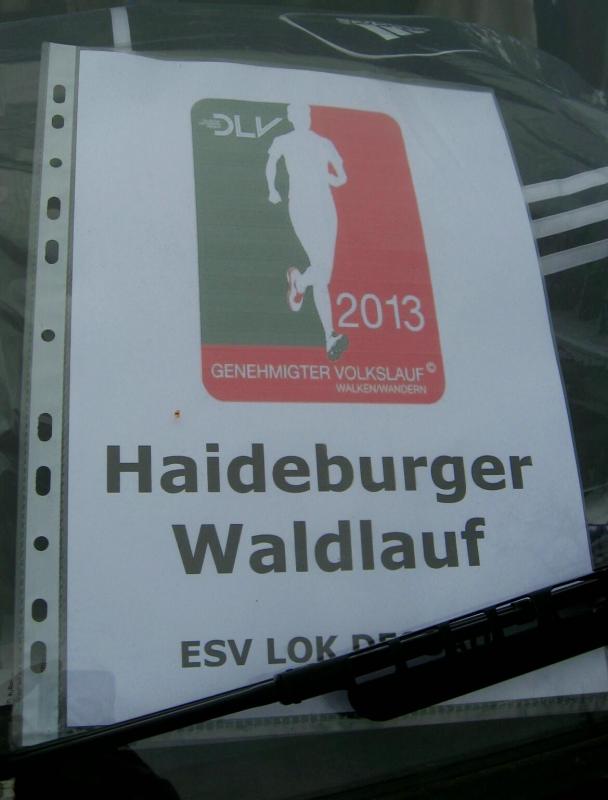 DLV
2013
GENEHMIGTER VOLKSLAUF©
WALKEN/WANDERN
Haideburger
Waldlauf
ESV LOK